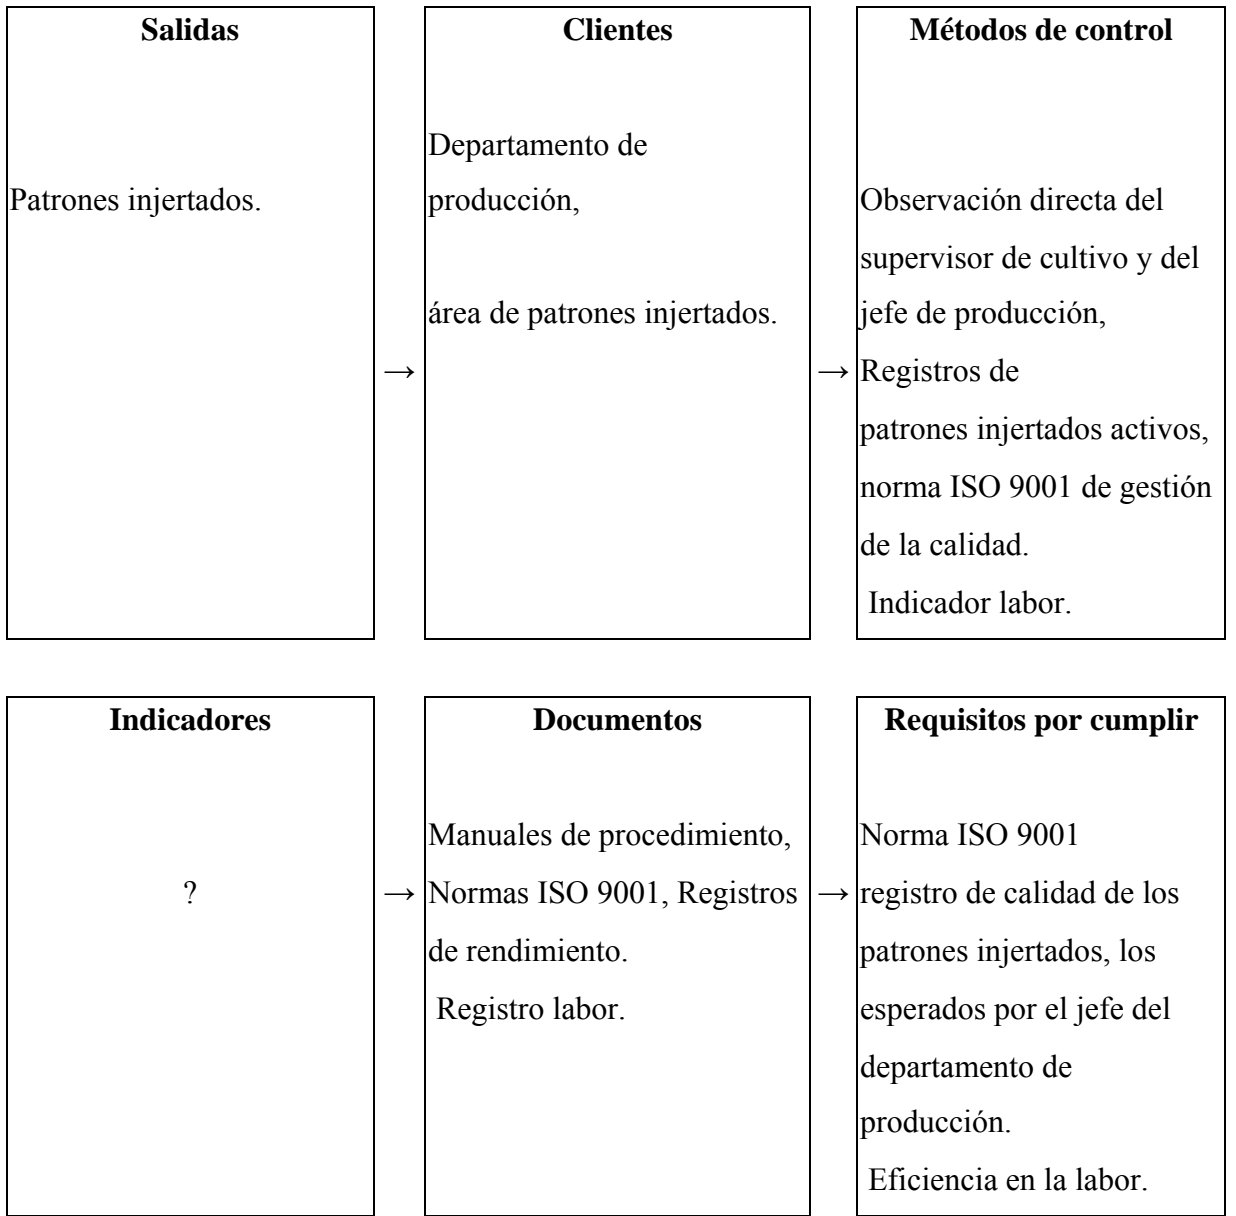 Salidas
Patrones injertados.
→
Clientes
Departamento de
producción,
área de patrones injertados.
→
Métodos de control
Observación directa del
supervisor de cultivo y del
jefe de producción,
Registros de
patrones injertados activos,
norma ISO 9001 de gestión
de la calidad.
Indicador labor.
Indicadores
?
→
Documentos
Manuales de procedimiento,
Normas ISO 9001, Registros
de rendimiento.
Registro labor.
→
Requisitos por cumplir
Norma ISO 9001
registro de calidad de los
patrones injertados, los
esperados por el jefe del
departamento de
producción.
Eficiencia en la labor.